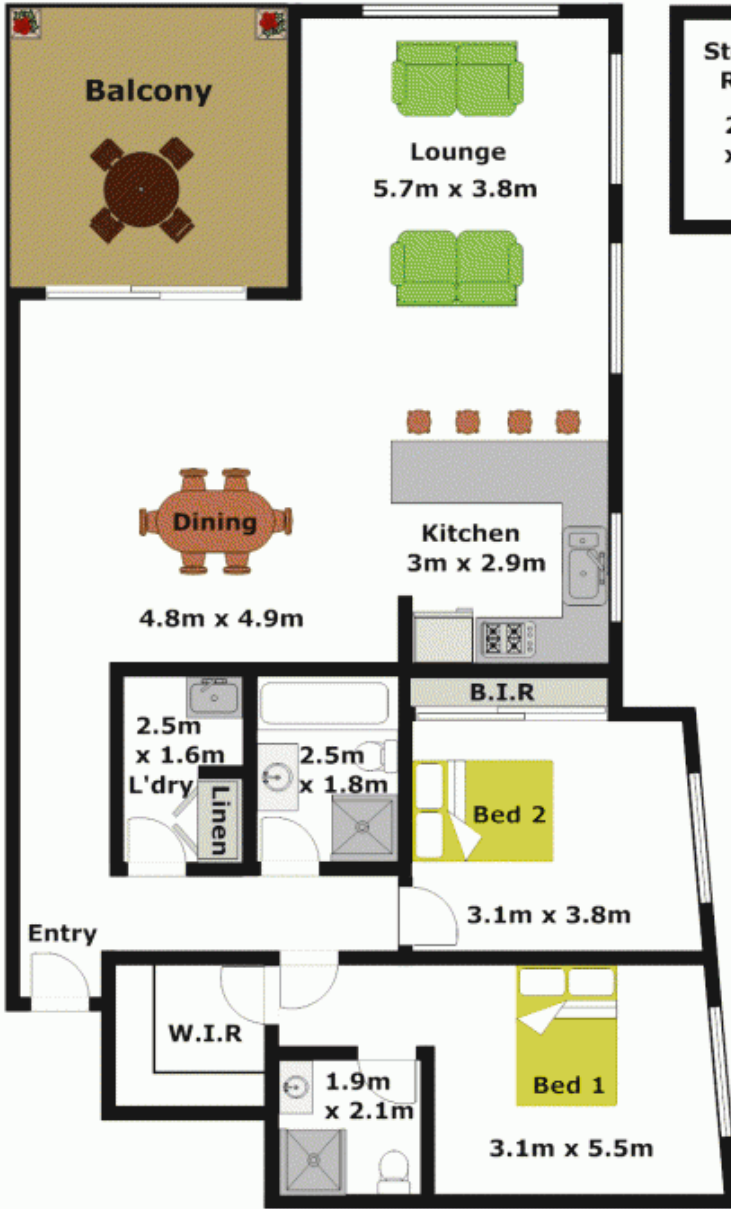 Balcony
Lounge
5.7m x 3.8m
Dining
4.8m x 4.9m
Kitchen
3m x 2.9m
B.I.R
2.5m
x 1.6m
L'dry
Linen
2.5m
x 1.8m
Bed 2
3.1m x 3.8m
Entry
W.I.R
1.9m
x 2.1m
Bed 1
3.1m x 5.5m